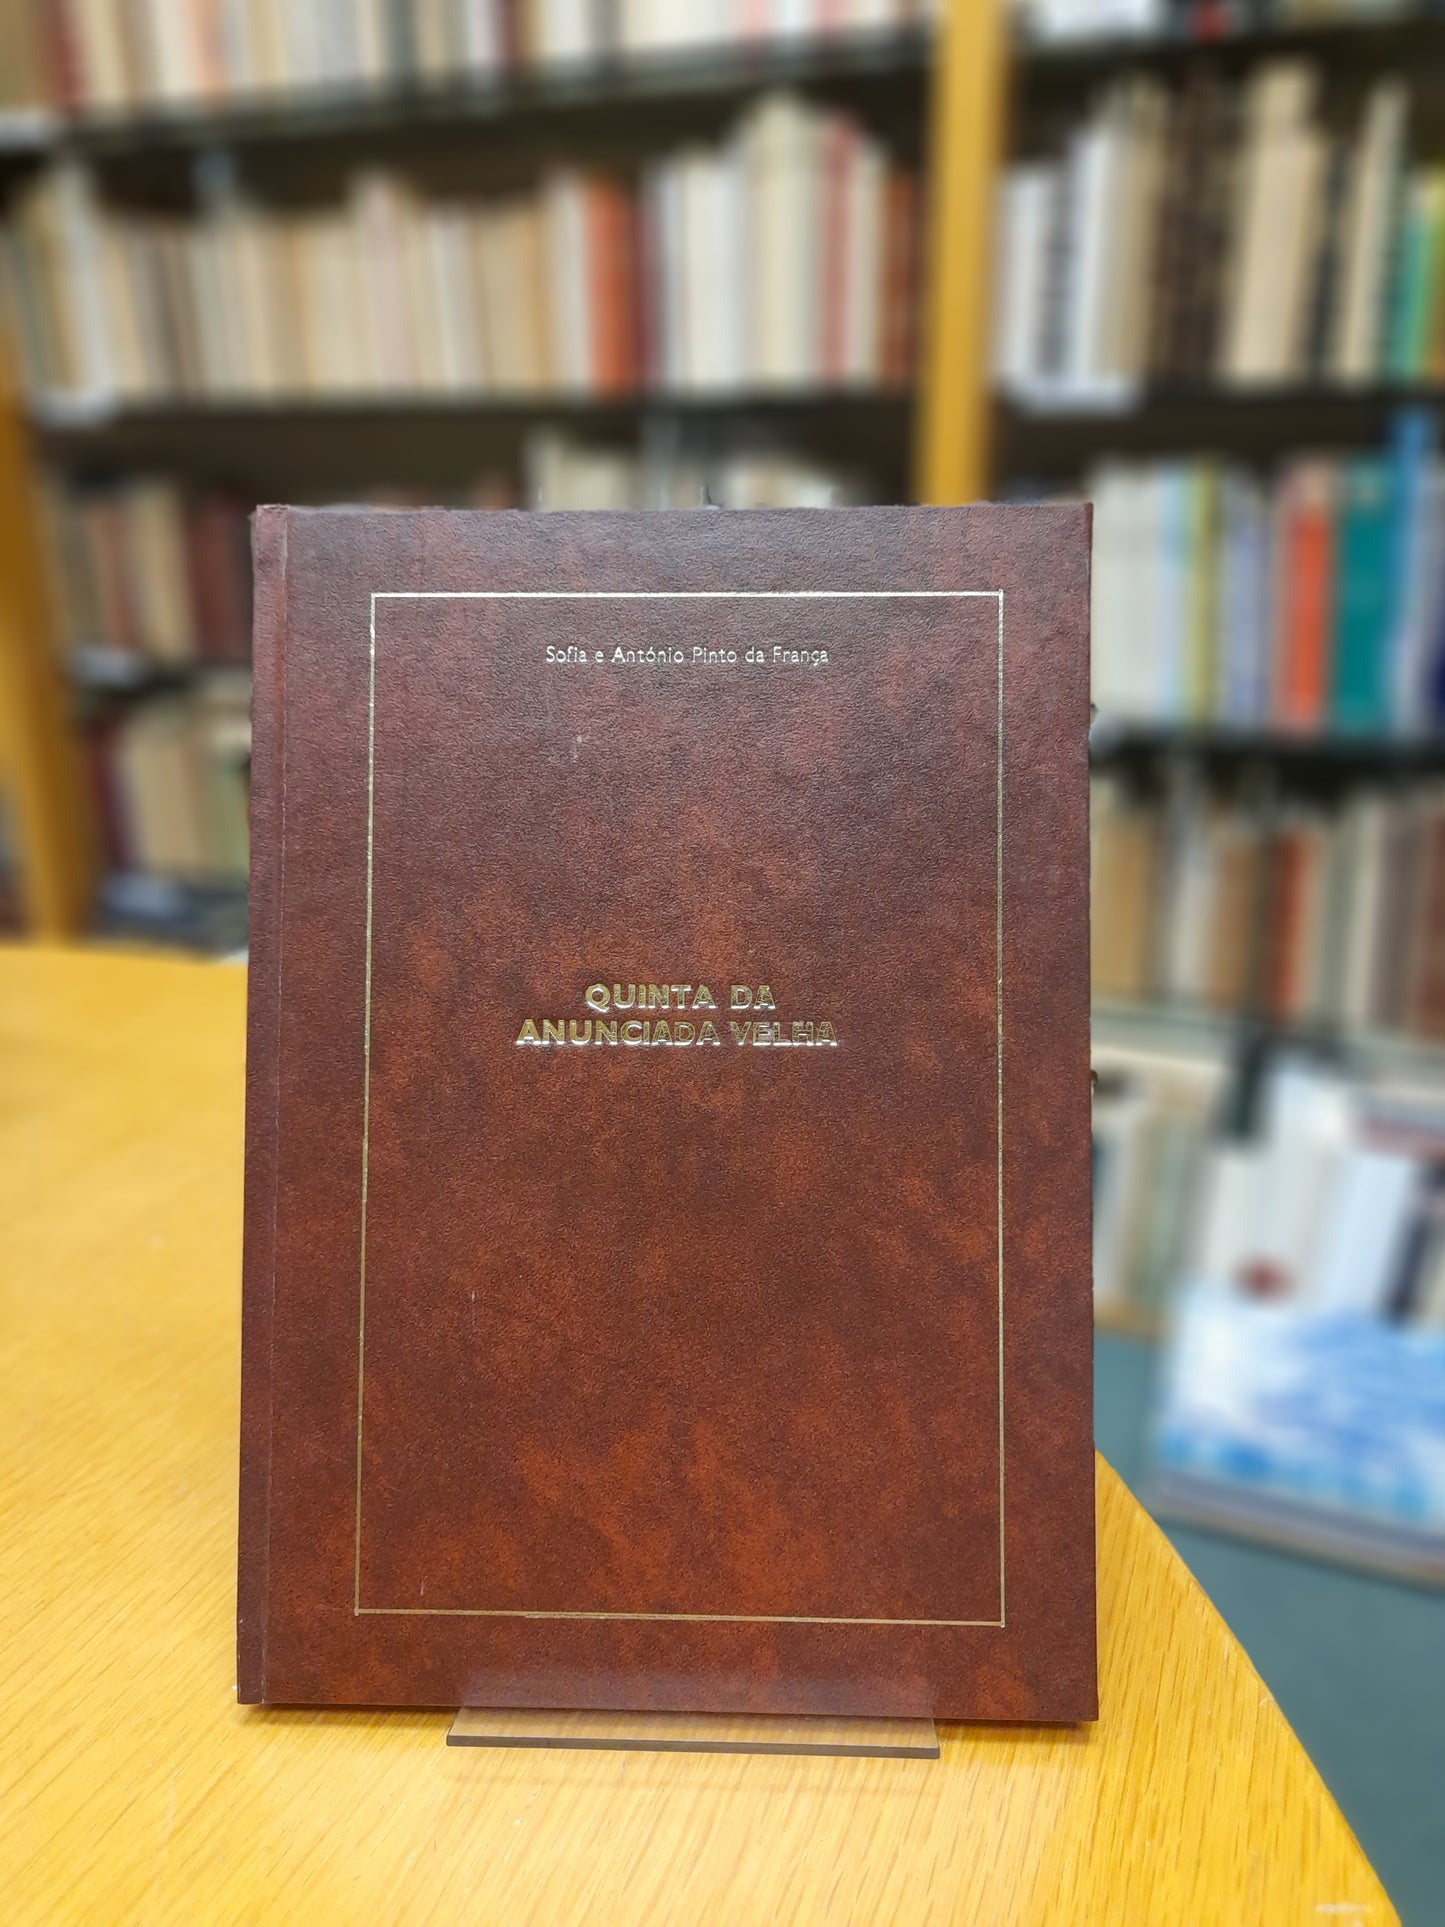 Sofia e António Pinto da França
QUINTA DA
ANUNCIADA VELHA